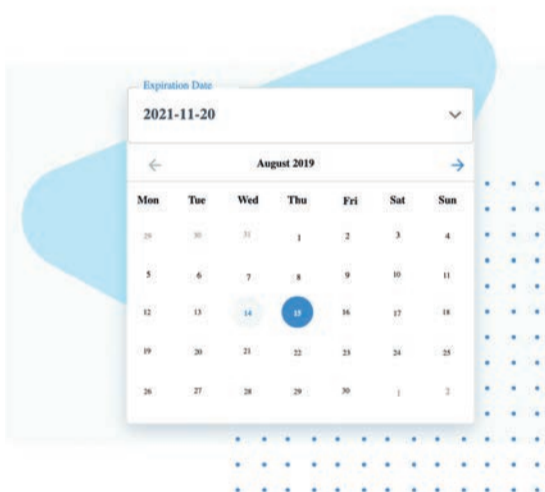 Expiration Date
2021-11-20
August 2019
Mon Tue Wed Thu Fri Sat Sun
29 30 31 1 2 3 4
5 6 7 8 9 10 11
12 13 14 15 16 17 18
19 20 21 22 23 24 25
26 27 28 29 30 1 2